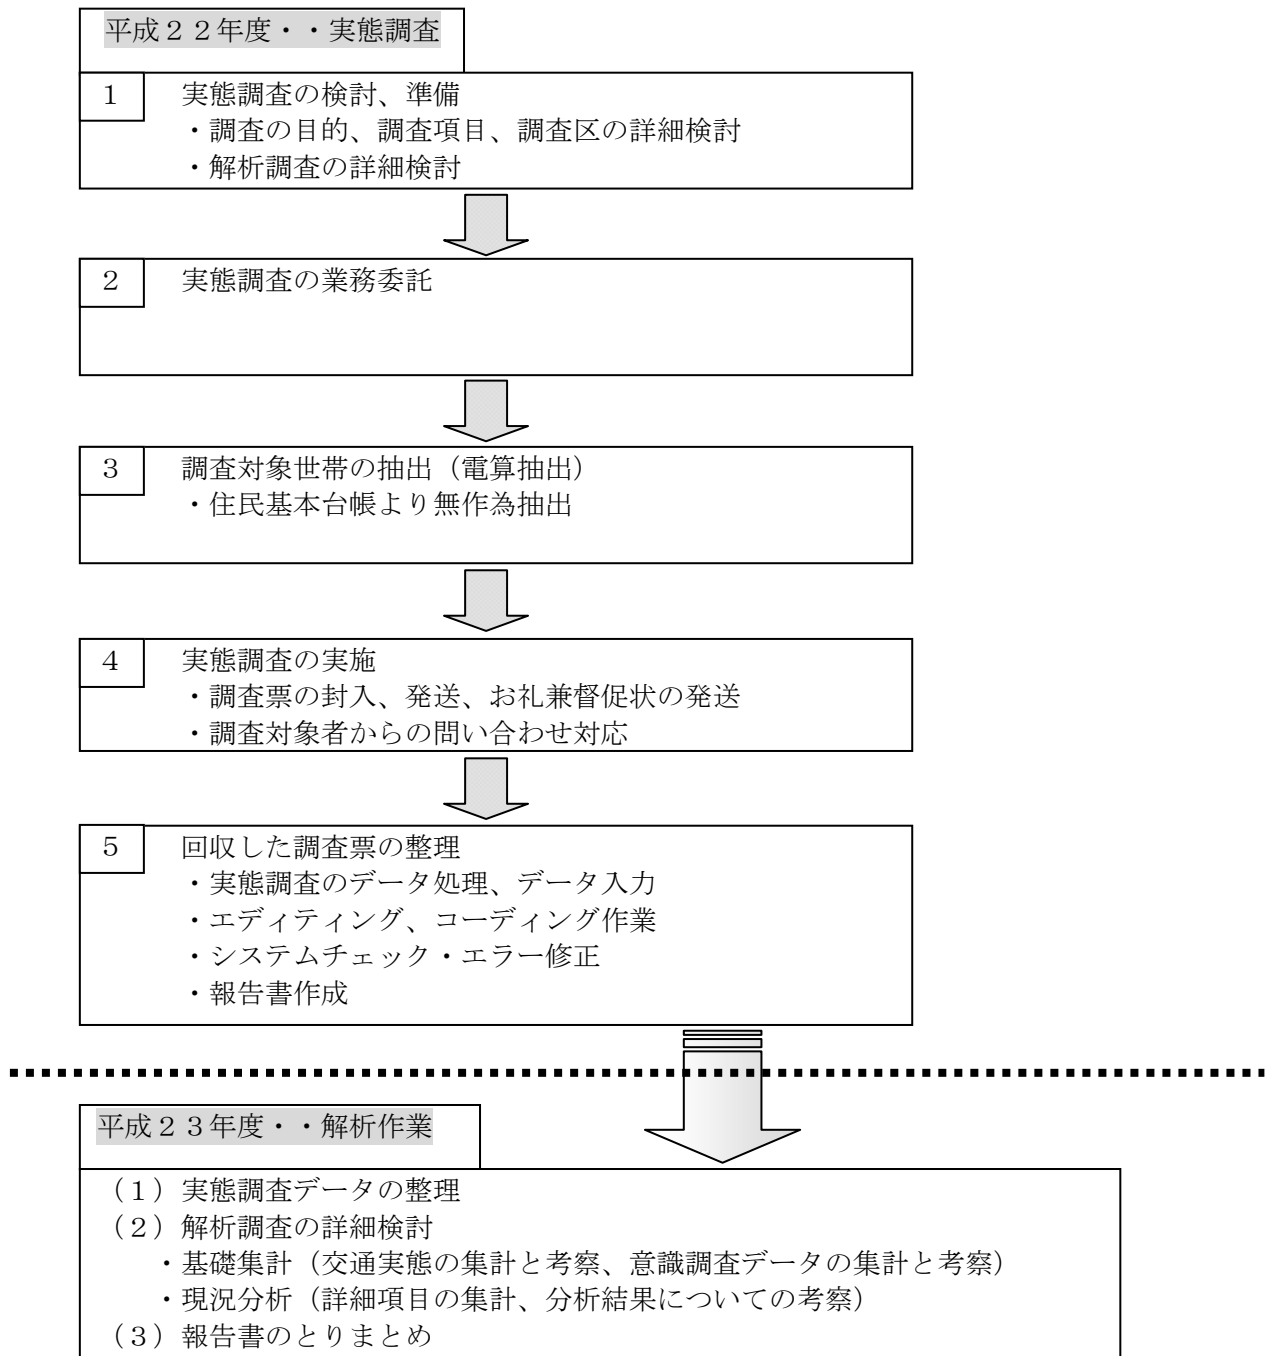 平成２２年度・・実態調査
１ 実態調査の検討、準備
・調査の目的、調査項目、調査区の詳細検討
・解析調査の詳細検討
２ 実態調査の業務委託
３ 調査対象世帯の抽出（電算抽出）
・住民基本台帳より無作為抽出
４ 実態調査の実施
・調査票の封入、発送、お礼兼督促状の発送
・調査対象者からの問い合わせ対応
５ 回収した調査票の整理
・実態調査のデータ処理、データ入力
・エディティング、コーディング作業
・システムチェック・エラー修正
・報告書作成
平成２３年度・・解析作業
（１）実態調査データの整理
（２）解析調査の詳細検討
・基礎集計（交通実態の集計と考察、意識調査データの集計と考察）
・現況分析（詳細項目の集計、分析結果についての考察）
（３）報告書のとりまとめ